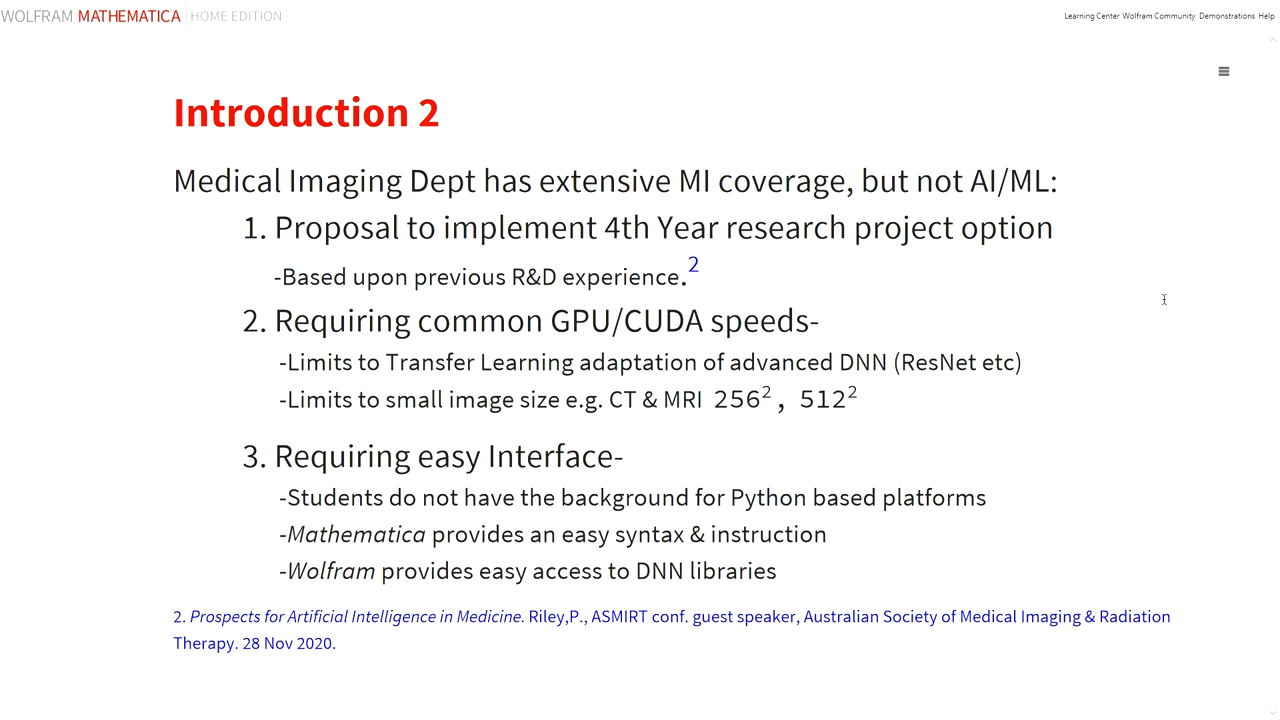 WOLFRAM MATHEMATICA HOME EDITION
Learning Center Wolfram Community Demonstrations Help
Introduction 2
Medical Imaging Dept has extensive MI coverage, but not AI/ML:
1. Proposal to implement 4th Year research project option
-Based upon previous R&D experience.²
2. Requiring common GPU/CUDA speeds-
-Limits to Transfer Learning adaptation of advanced DNN (ResNet etc)
-Limits to small image size e.g. CT & MRI 256², 512²
3. Requiring easy Interface-
-Students do not have the background for Python based platforms
-Mathematica provides an easy syntax & instruction
-Wolfram provides easy access to DNN libraries
2. Prospects for Artificial Intelligence in Medicine. Riley,P., ASMIRT conf. guest speaker, Australian Society of Medical Imaging & Radiation
Therapy. 28 Nov 2020.